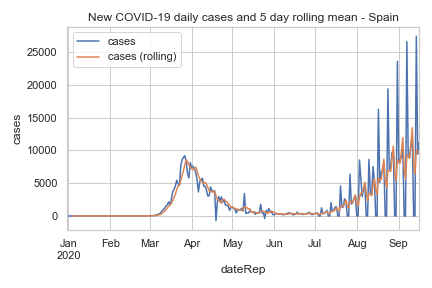 New COVID-19 daily cases and 5 day rolling mean - Spain
cases
cases (rolling)
25000
20000
15000
10000
5000
0
cases
Jan Feb Mar Apr May Jun Jul Aug Sep
2020
dateRep